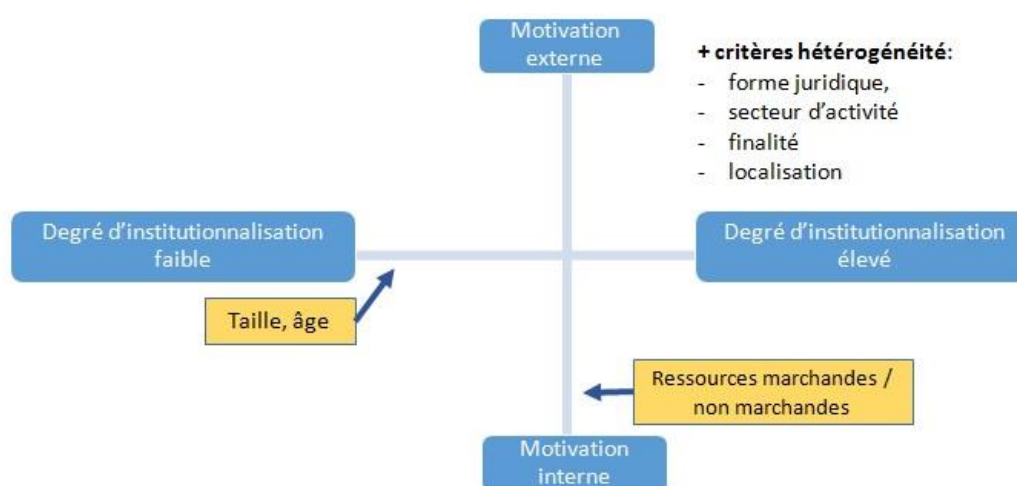 Motivation
externe
+ critères hétérogénéité:
- forme juridique,
- secteur d'activité
- finalité
- localisation
Degré d'institutionnalisation
faible
Degré d'institutionnalisation
élevé
Taille, âge
Ressources marchandes /
non marchandes
Motivation
interne